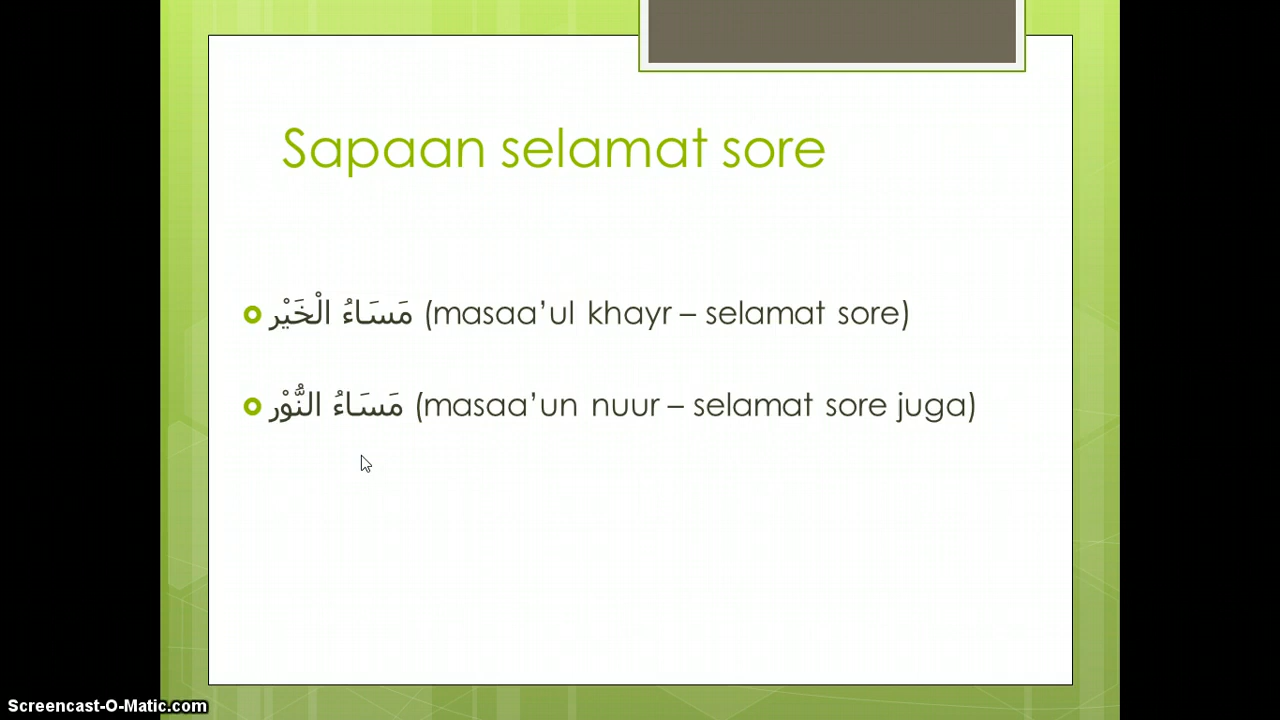 Sapaan selamat sore
مَسَاءُ الْخَيْر (masaa’ul khayr – selamat sore)
مَسَاءُ النُّوْر (masaa’un nuur – selamat sore juga)
Screencast-O-Matic.com